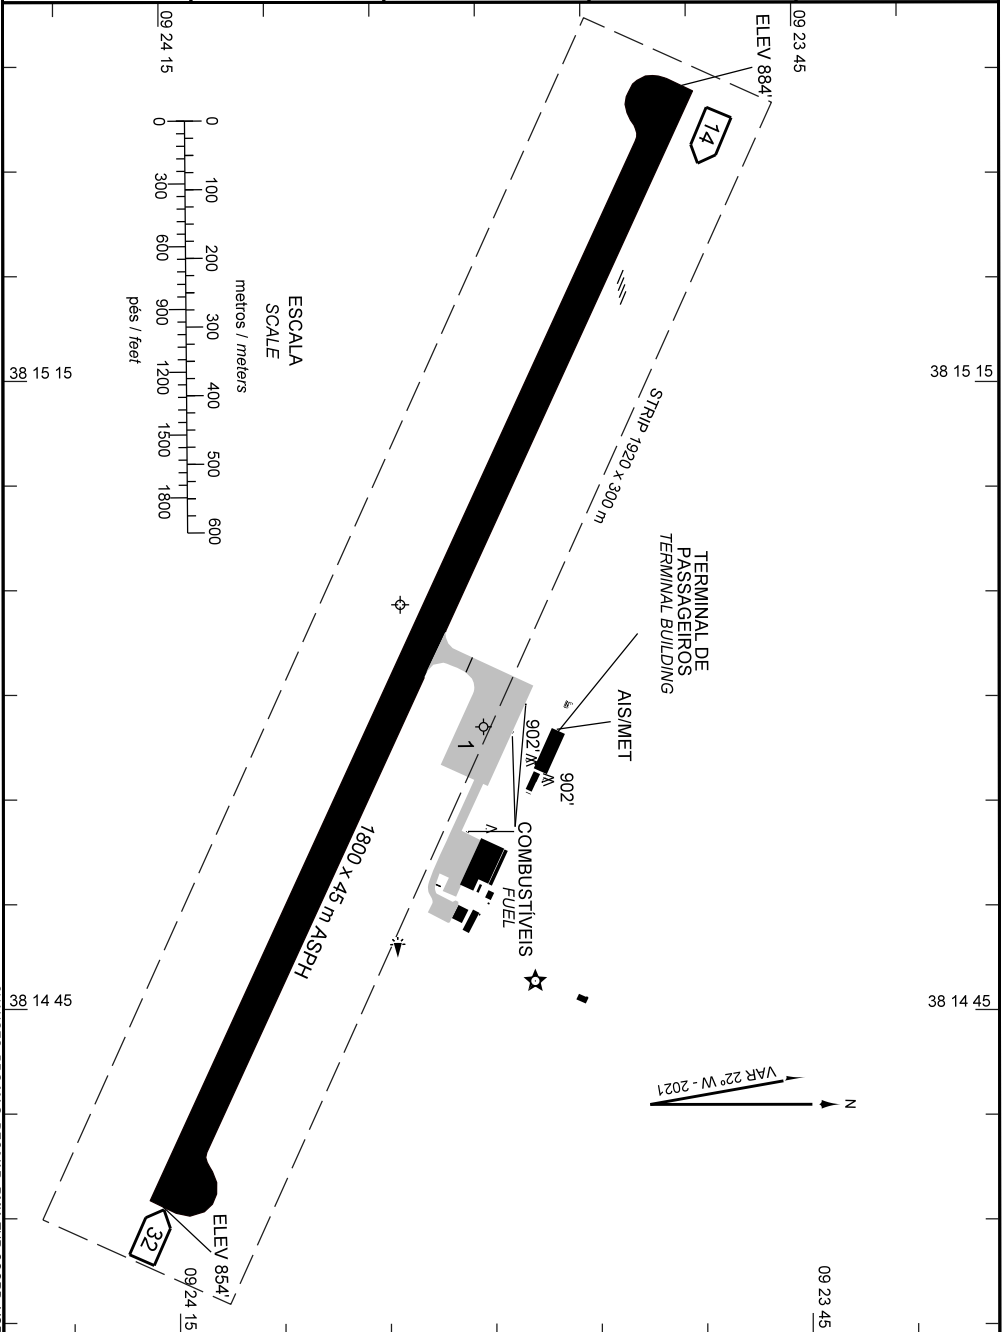 09 24 15
09 23 45
ELEV 884'
14
0 100 200 300 400 500 600
metros / meters
0 300 600 900 1200 1500 1800
pés / feet
ESCALA
SCALE
38 15 15
38 15 15
STRIP 1920 x 300 m
TERMINAL DE
PASSAGEIROS
TERMINAL BUILDING
AIS/MET
902'
902'
1
COMBUSTÍVEIS
FUEL
1800 x 45 m ASPH
38 14 45
38 14 45
VAR 22º W - 2021
N
32
ELEV 854'
09 24 15
09 23 45